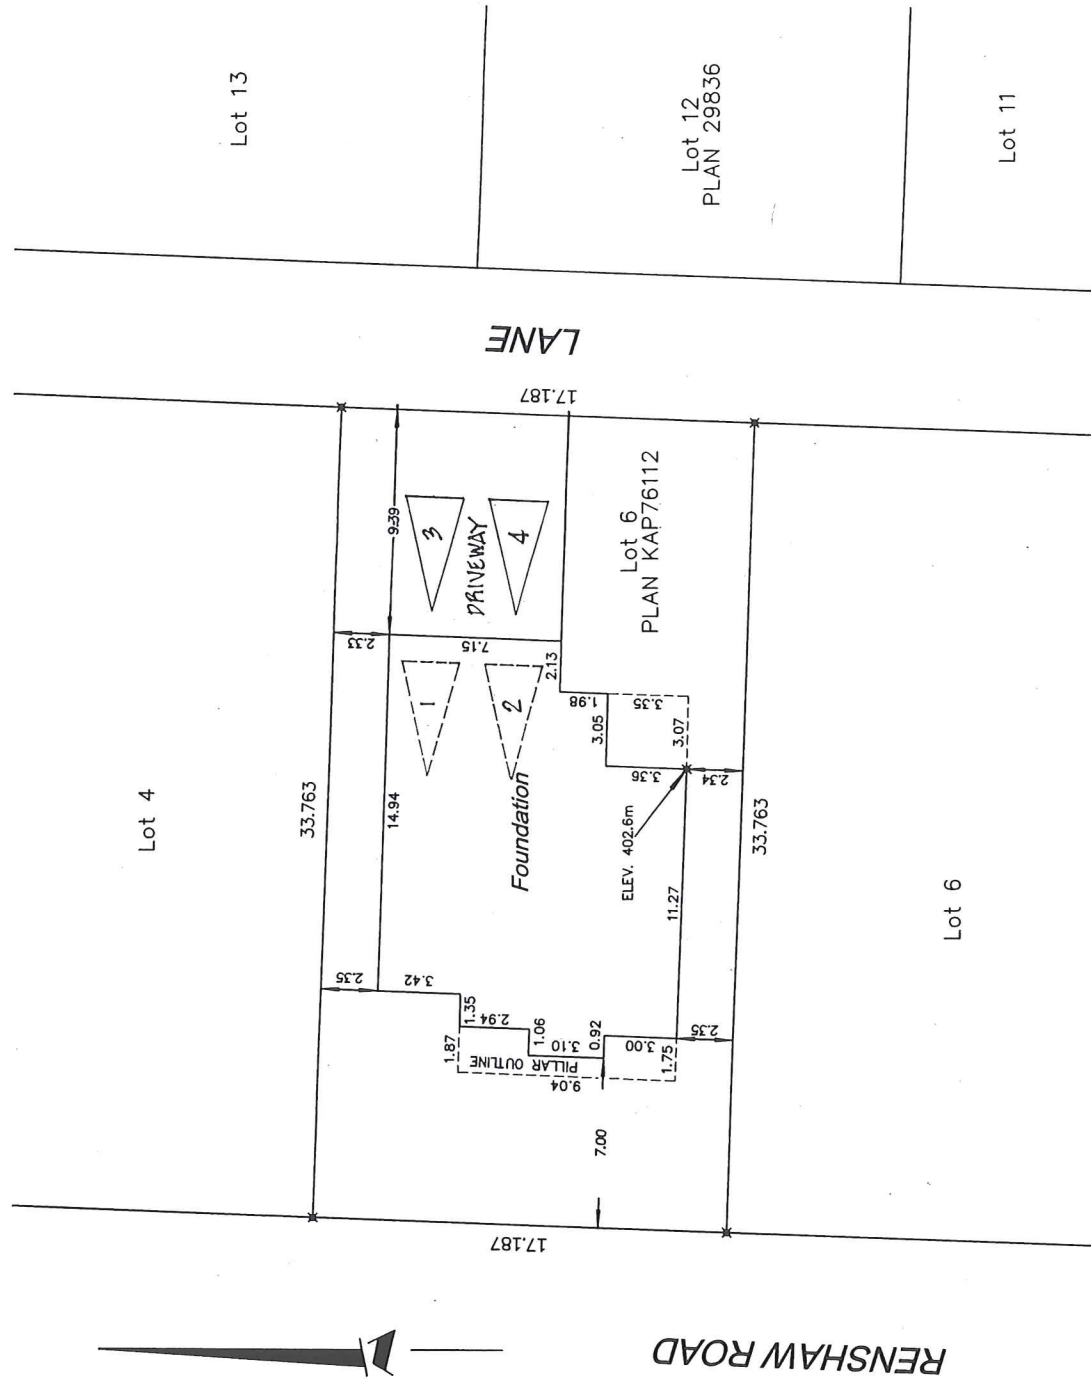 Lot 13
Lot 12
PLAN 29836
Lot 11
LANE
17.187
Lot 4
33.763
2.33
9.39
3
DRIVEWAY
4
Lot 6
PLAN KAP76112
7.15
2.13
1
2
1.98
3.35
3.05
3.07
3.36
2.34
14.94
Foundation
ELEV. 402.6m
11.27
33.763
Lot 6
2.35
3.42
1.35
2.94
1.87
1.06
3.10
0.92
3.00
2.35
1.75
PILLAR OUTLINE
9.04
7.00
17.187
RENSHAW ROAD